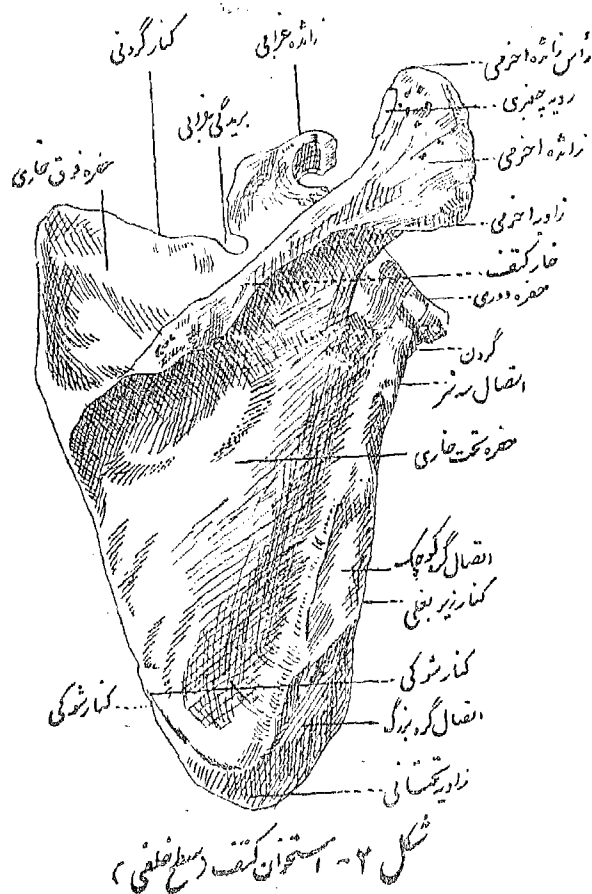 زائده غرابی
کنار گردنی
بریدگی غرابی
حفره فوق خاری
رأس زائده اخرمی
رویه چنبری
زائده اخرمی
زاویه اخرمی
خار کتف
حفره دوری
گردن
اتصال سه سر
حفره تحت خاری
اتصال گرد کوچک
کنار زیر بغلی
کنار شوکی
کنار شوکی
اتصال گرد بزرگ
زاویه تحتانی
شکل ۲- استخوان کتف (سطح خلفی)